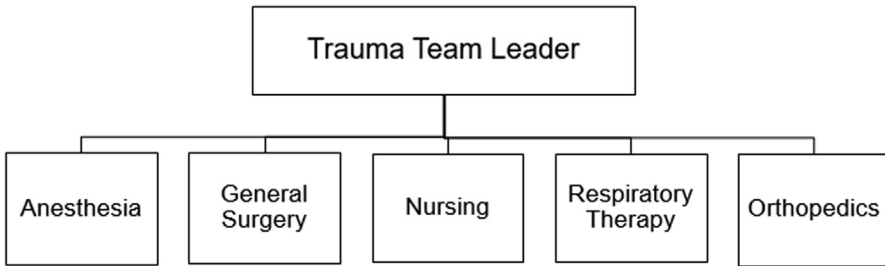 Trauma Team Leader
Anesthesia
General
Surgery
Nursing
Respiratory
Therapy
Orthopedics